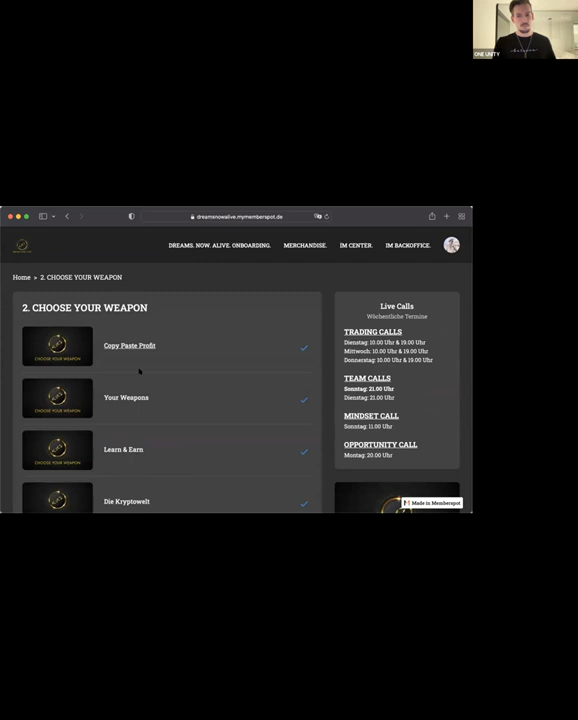 ONE UNITY
dreamsnowalive.mymemberspot.de
DREAMS. NOW. ALIVE. ONBOARDING.
MERCHANDISE.
IM CENTER.
IM BACKOFFICE.
Home > 2. CHOOSE YOUR WEAPON
2. CHOOSE YOUR WEAPON
CHOOSE YOUR WEAPON
Copy Paste Profit
CHOOSE YOUR WEAPON
Your Weapons
CHOOSE YOUR WEAPON
Learn & Earn
Die Kryptowelt
Live Calls
Wöchentliche Termine
TRADING CALLS
Dienstag: 10.00 Uhr & 19.00 Uhr
Mittwoch: 10.00 Uhr & 19.00 Uhr
Donnerstag: 10.00 Uhr & 19.00 Uhr
TEAM CALLS
Sonntag: 21.00 Uhr
Dienstag: 21.00 Uhr
MINDSET CALL
Sonntag: 11.00 Uhr
OPPORTUNITY CALL
Montag: 20.00 Uhr
Made in Memberspot